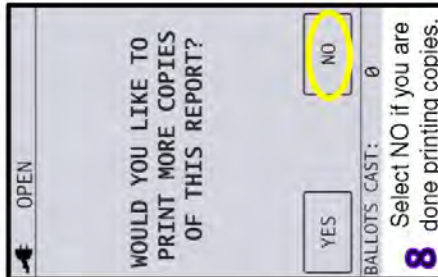 OPEN
WOULD YOU LIKE TO
PRINT MORE COPIES
OF THIS REPORT?
YES NO
BALLOTS CAST: 0
8 Select NO if you are
done printing copies.